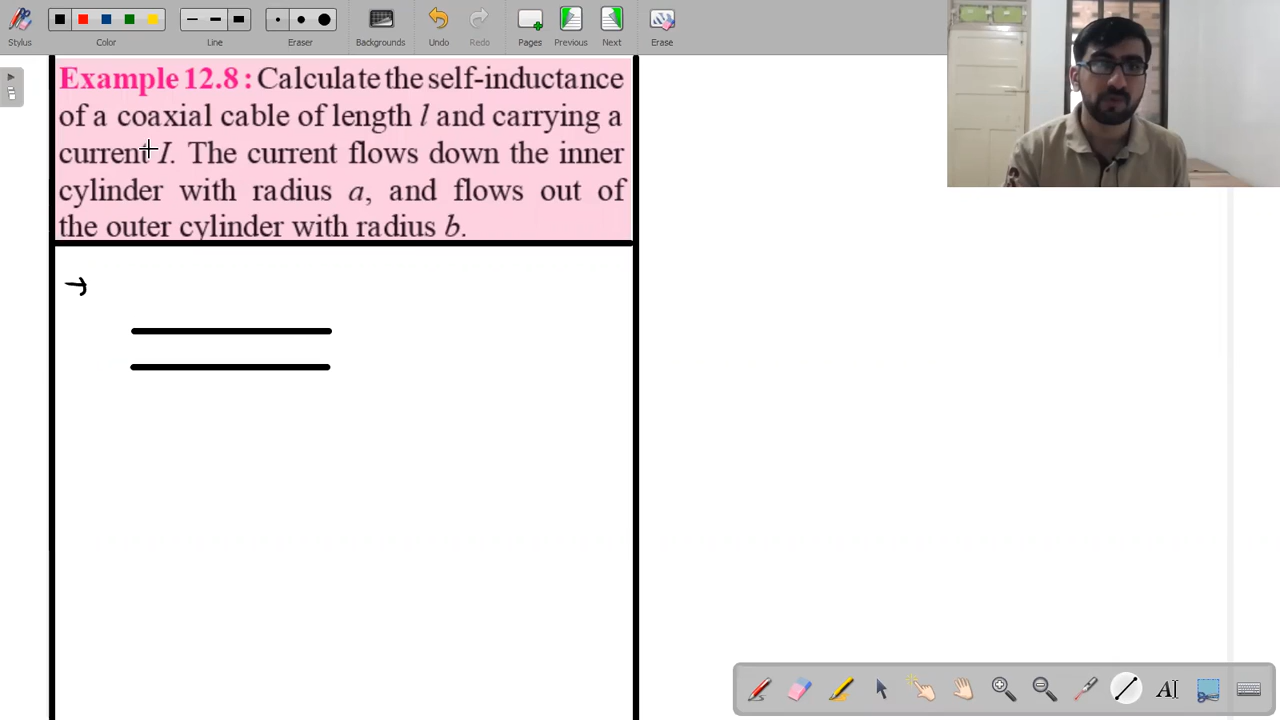 Stylus
Color
Line
Eraser
Backgrounds
Undo
Redo
Pages
Previous
Next
Erase
Example 12.8 : Calculate the self-inductance
of a coaxial cable of length l and carrying a
current I. The current flows down the inner
cylinder with radius a, and flows out of
the outer cylinder with radius b.
AI